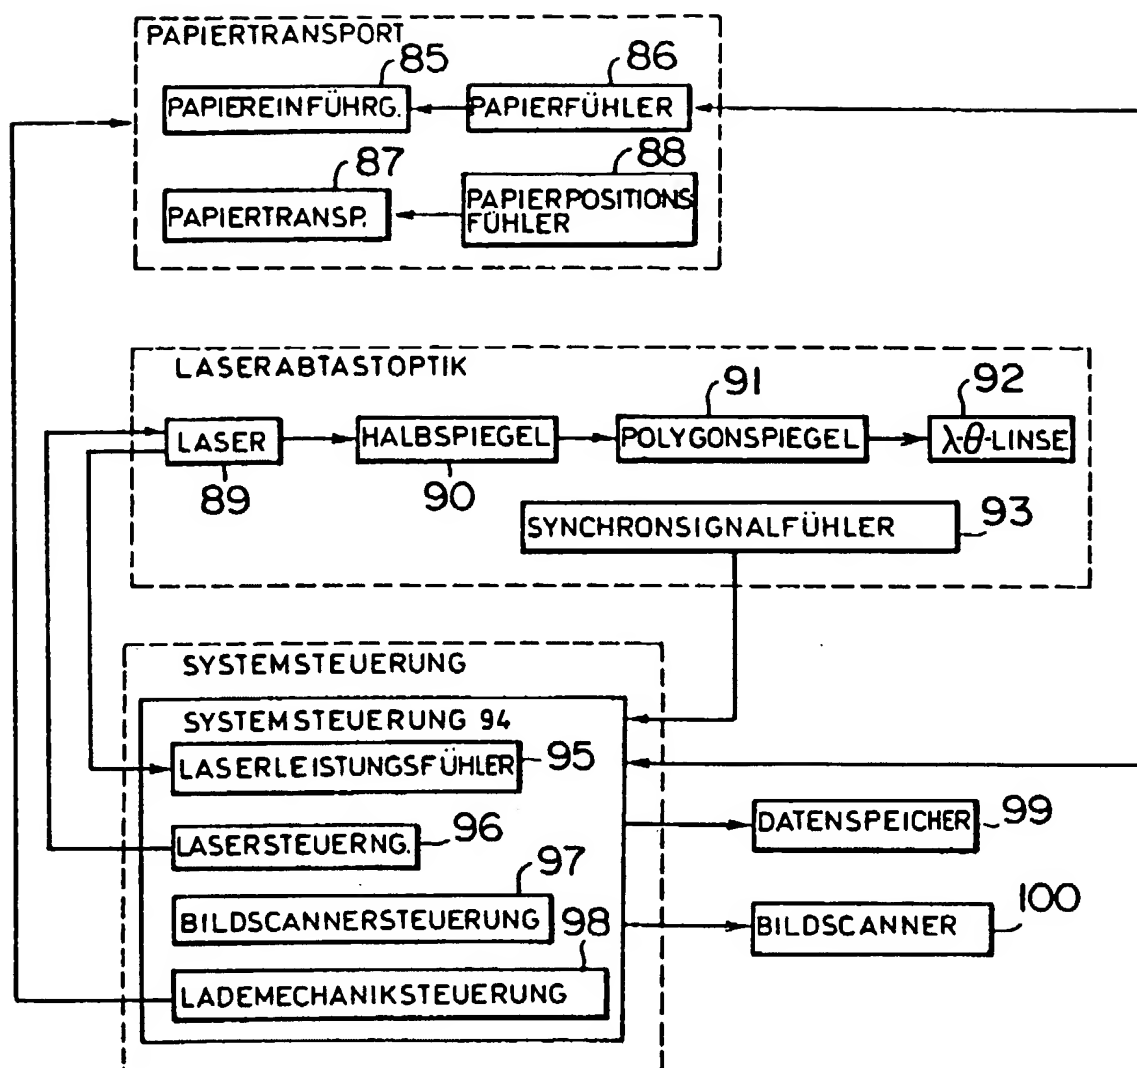 PAPIERTRANSPORT
85
86
PAPIEREINFÜHRG.
PAPIERFÜHLER
87
88
PAPIERTRANSP.
PAPIERPOSITIONS
FÜHLER
LASERABTASTOPTIK
91
92
LASER
HALBSPIEGEL
POLYGONSPIEGEL
λ-θ-LINSE
89
90
SYNCHRONSIGNALFÜHLER
93
SYSTEMSTEUERUNG
SYSTEMSTEUERUNG 94
LASERLEISTUNGSFÜHLER
95
LASERSTEUERNG.
96
DATENSPEICHER
99
97
BILDSCANNERSTEUERUNG
BILDSCANNER
100
98
LADEMECHANIKSTEUERUNG